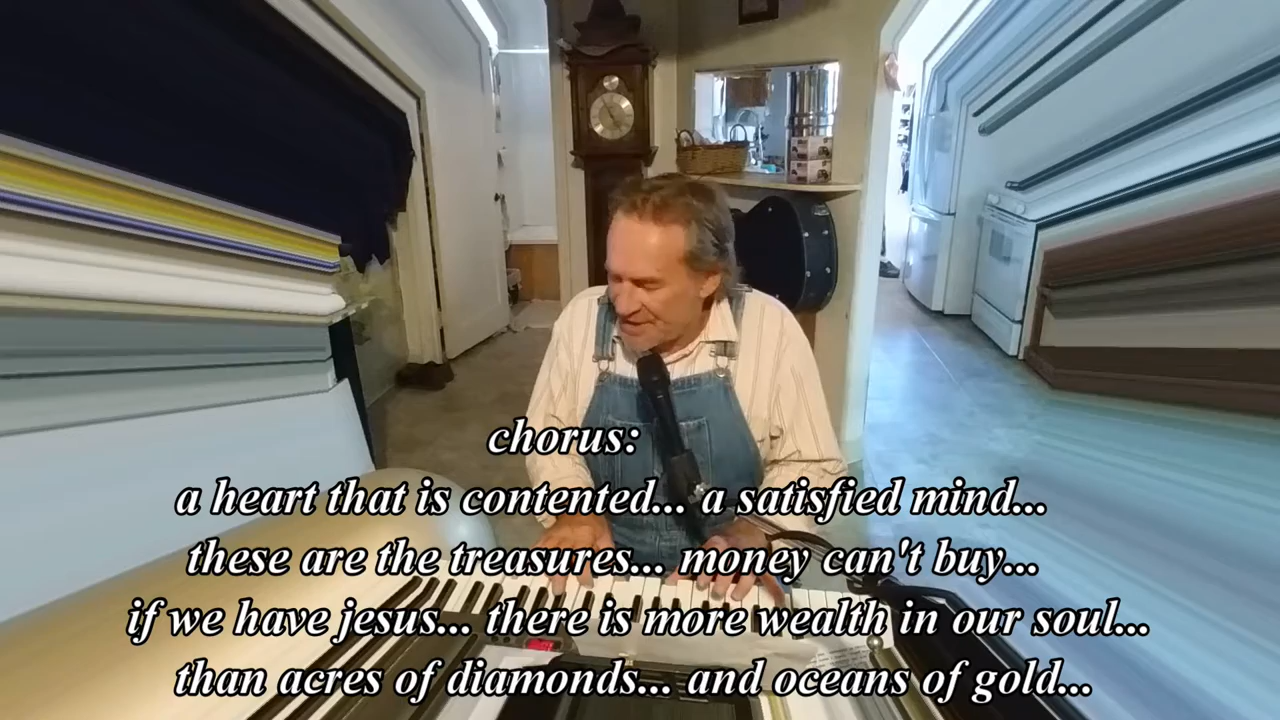 chorus:
a heart that is contented... a satisfied mind...
these are the treasures... money can't buy...
if we have jesus... there is more wealth in our soul...
than acres of diamonds... and oceans of gold...